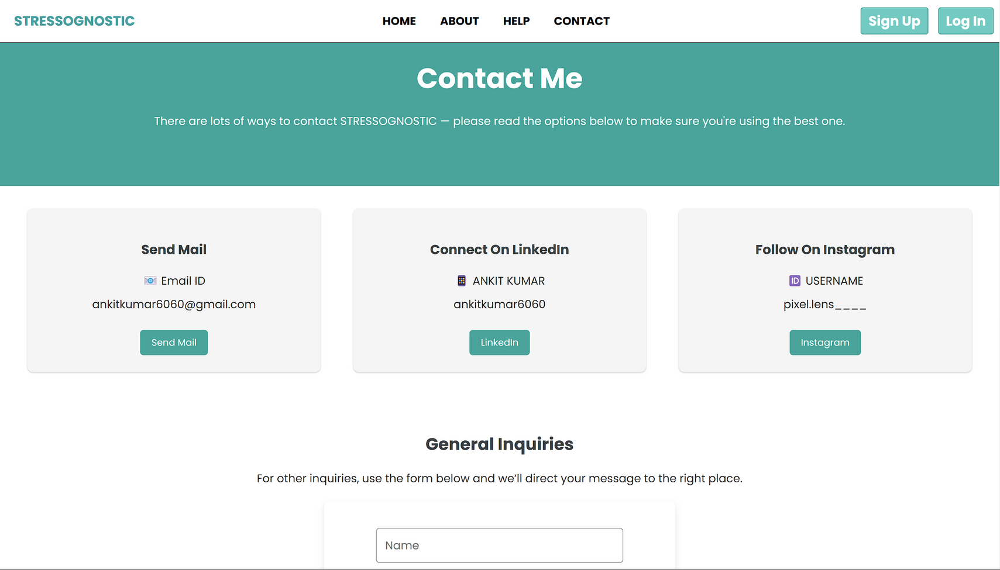 STRESSOGNOSTIC
HOME ABOUT HELP CONTACT
Sign Up Log In
Contact Me
There are lots of ways to contact STRESSOGNOSTIC — please read the options below to make sure you're using the best one.
Send Mail
📧 Email ID
ankitkumar6060@gmail.com
Send Mail
Connect On LinkedIn
📱 ANKIT KUMAR
ankitkumar6060
LinkedIn
Follow On Instagram
🆔 USERNAME
pixel.lens____
Instagram
General Inquiries
For other inquiries, use the form below and we’ll direct your message to the right place.
Name